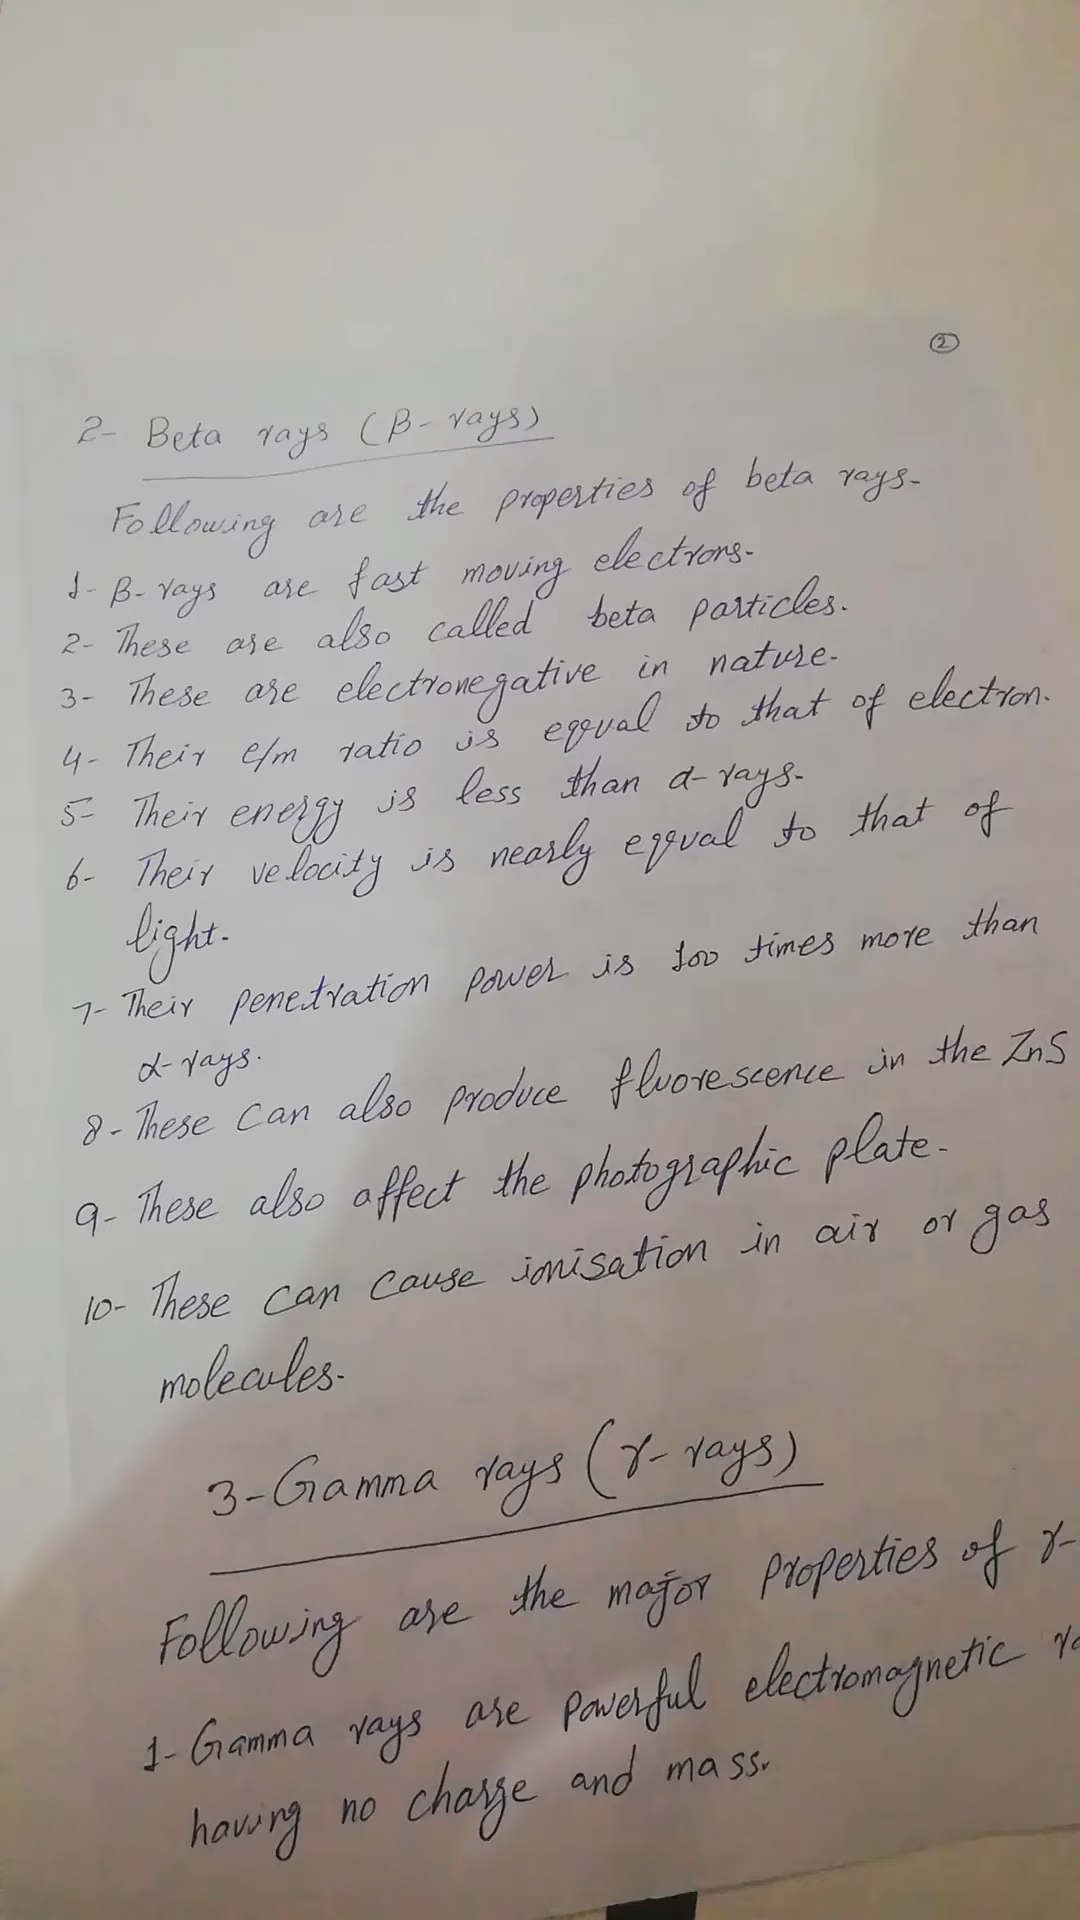 2
2- Beta rays (β-rays)
Following are the properties of beta rays-
1- β-rays are fast moving electrons-
2- These are also called beta particles.
3- These are electronegative in nature-
4- Their e/m ratio is equal to that of electron.
5- Their energy is less than α-rays-
6- Their velocity is nearly equal to that of
light-
7- Their penetration power is 100 times more than
α-rays.
8- These can also produce fluorescence in the ZnS
9- These also affect the photographic plate-
10- These can cause ionisation in air or gas
molecules-
3-Gamma rays (γ-rays)
Following are the major properties of γ-
1- Gamma rays are powerful electromagnetic
having no charge and mass.